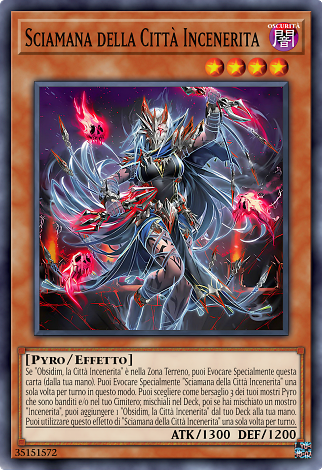 Sciamana della Città Incenerita
OSCURITÀ
闇
[Pyro/Effetto]
Se "Obsidim, la Città Incenerita" è nella Zona Terreno, puoi Evocare Specialmente questa
carta (dalla tua mano). Puoi Evocare Specialmente "Sciamana della Città Incenerita" una
sola volta per turno in questo modo. Puoi scegliere come bersaglio 3 dei tuoi mostri Pyro
che sono banditi e/o nel tuo Cimitero; mischiali nel Deck, poi se hai mischiato un mostro
"Incenerita", puoi aggiungere 1 "Obsidim, la Città Incenerita" dal tuo Deck alla tua mano.
Puoi utilizzare questo effetto di "Sciamana della Città Incenerita" una sola volta per turno.
ATK/1300 DEF/1200
35151572